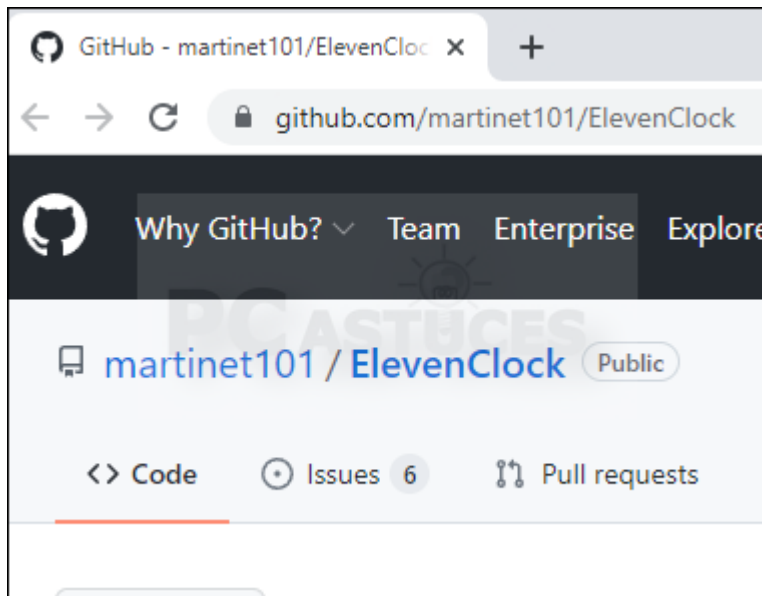 GitHub - martinet101/ElevenCloc
github.com/martinet101/ElevenClock
Why GitHub? Team Enterprise Explore
PC ASTUCES
martinet101 / ElevenClock Public
Code Issues 6 Pull requests